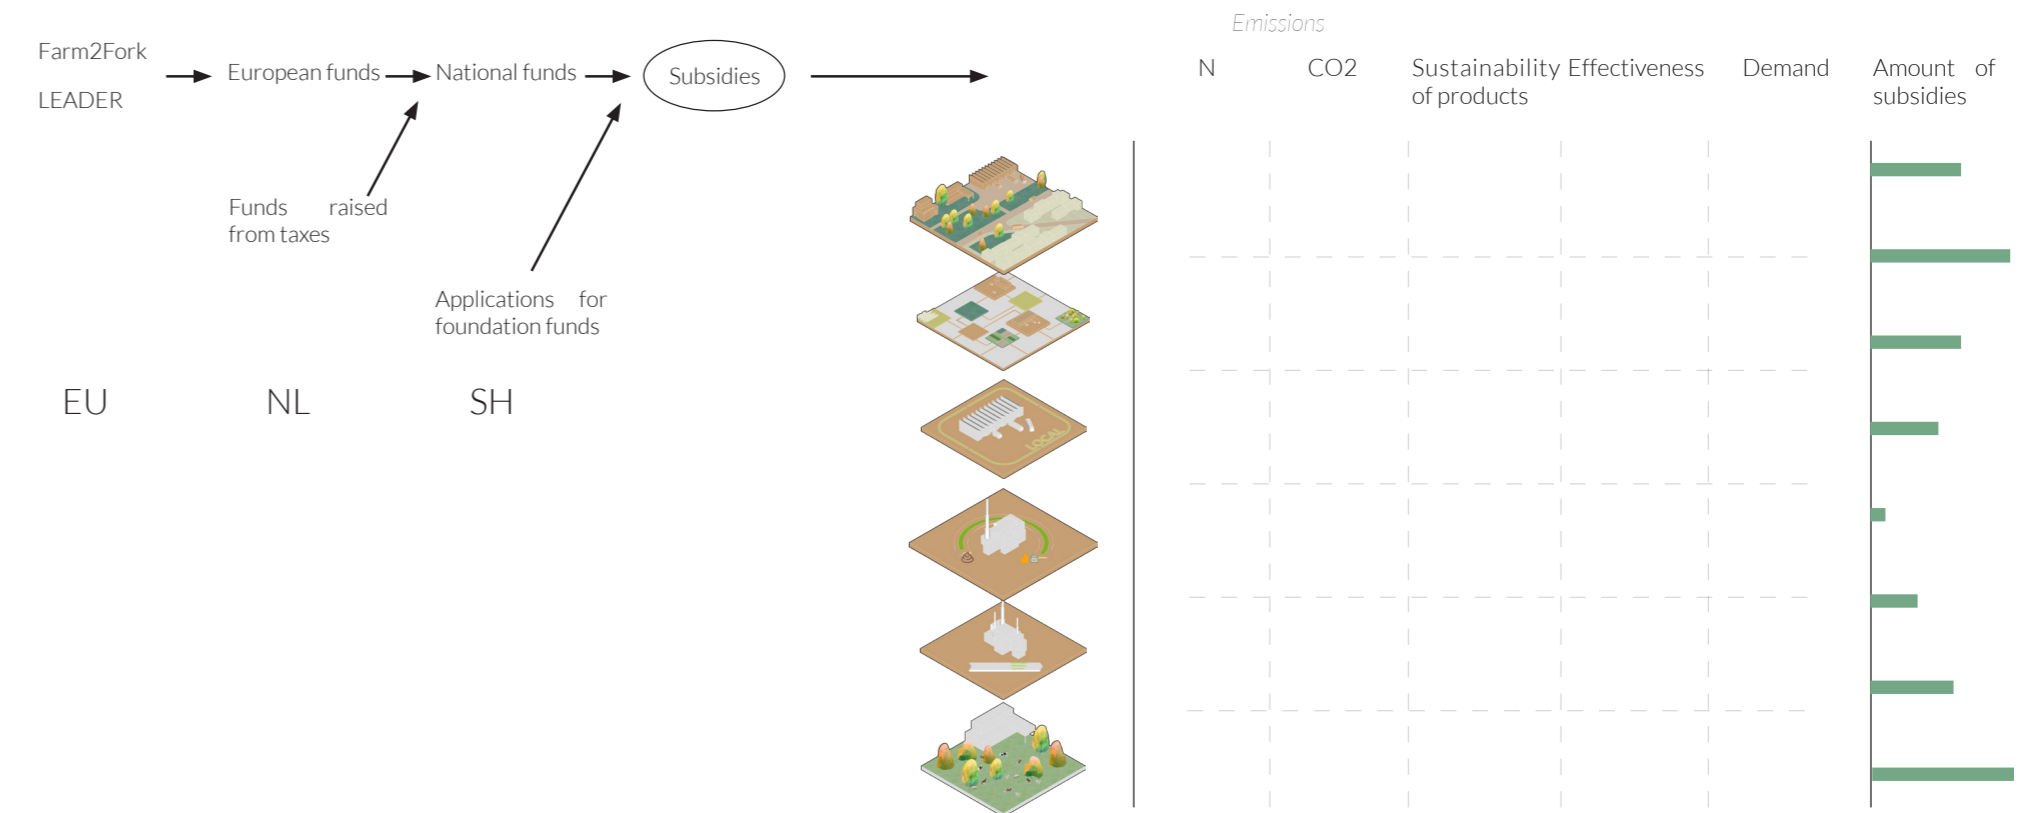 Farm2Fork
LEADER
European funds
National funds
Subsidies
Funds raised
from taxes
Applications for
foundation funds
EU
NL
SH
Emissions
N
CO2
Sustainability
of products
Effectiveness
Demand
Amount of
subsidies
LOCAL